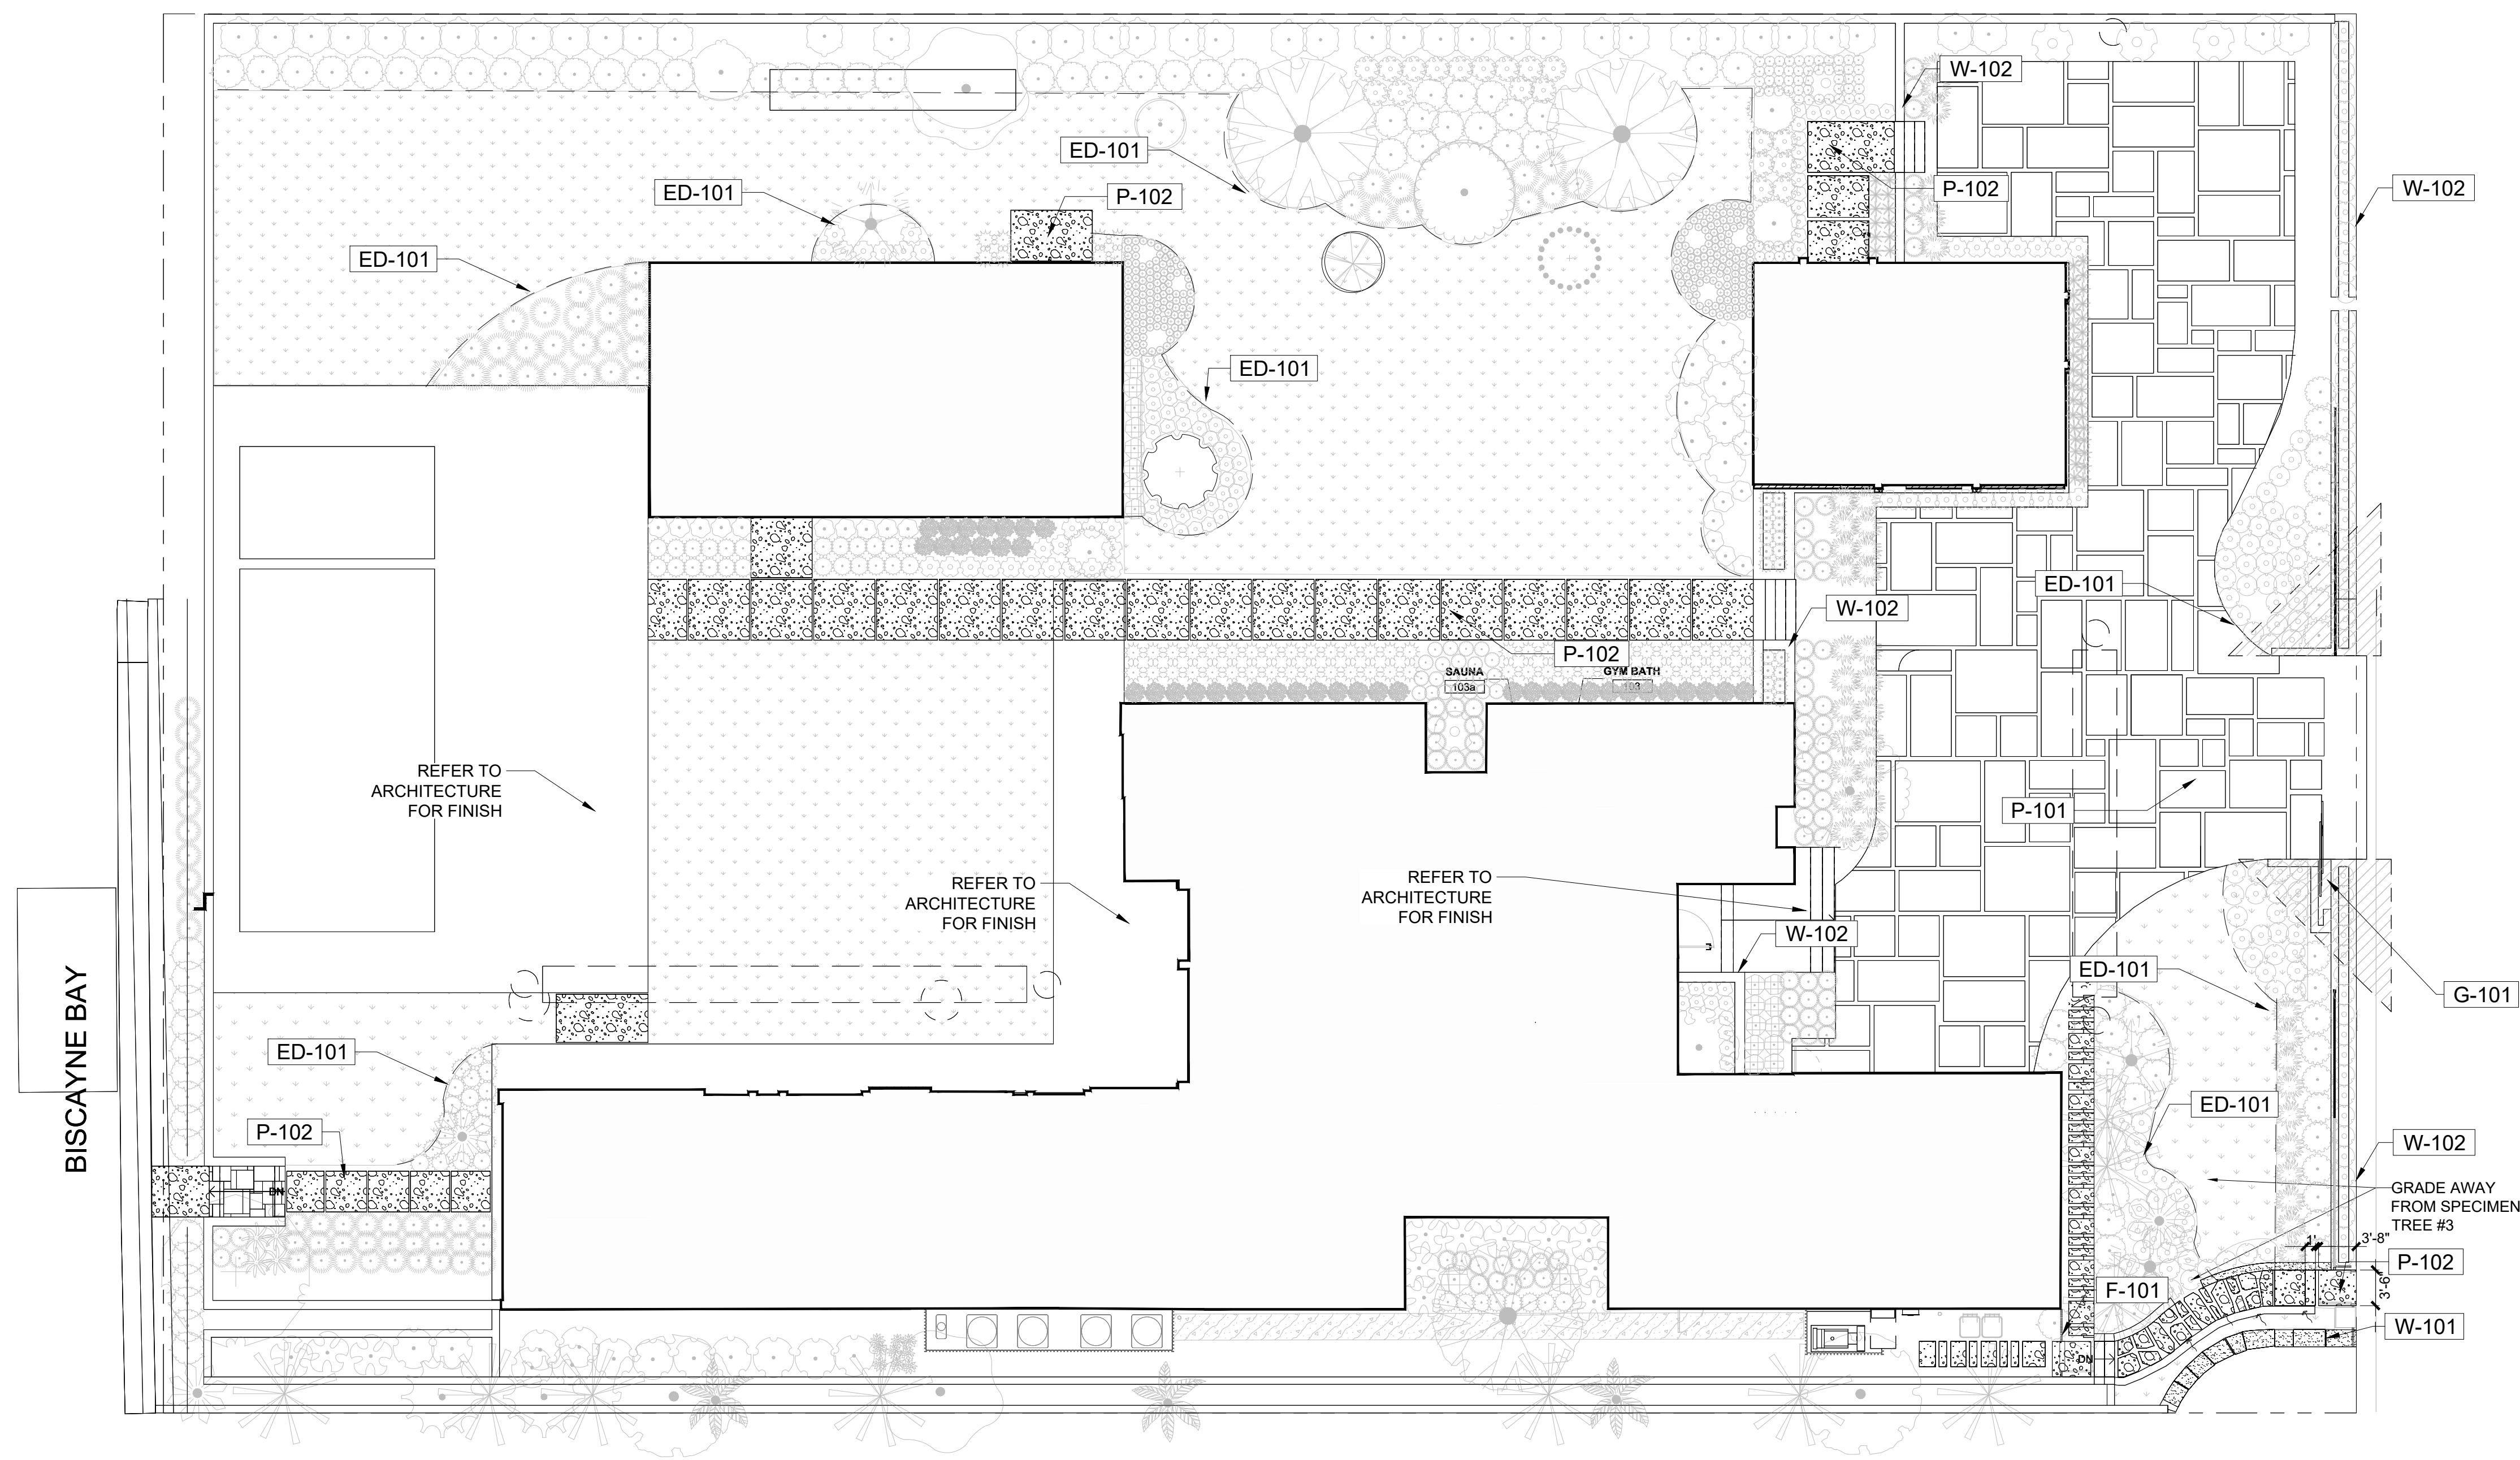 W-102
ED-101
P-102
W-102
ED-101
P-102
ED-101
ED-101
ED-101
W-102
P-102
SAUNA
103a
GYM BATH
103
REFER TO
ARCHITECTURE
FOR FINISH
P-101
REFER TO
ARCHITECTURE
FOR FINISH
REFER TO
ARCHITECTURE
FOR FINISH
W-102
ED-101
G-101
BISCAYNE BAY
ED-101
ED-101
P-102
W-102
DN
GRADE AWAY
FROM SPECIMEN
TREE #3
1'
3'-8"
P-102
3'-6"
F-101
W-101
DN